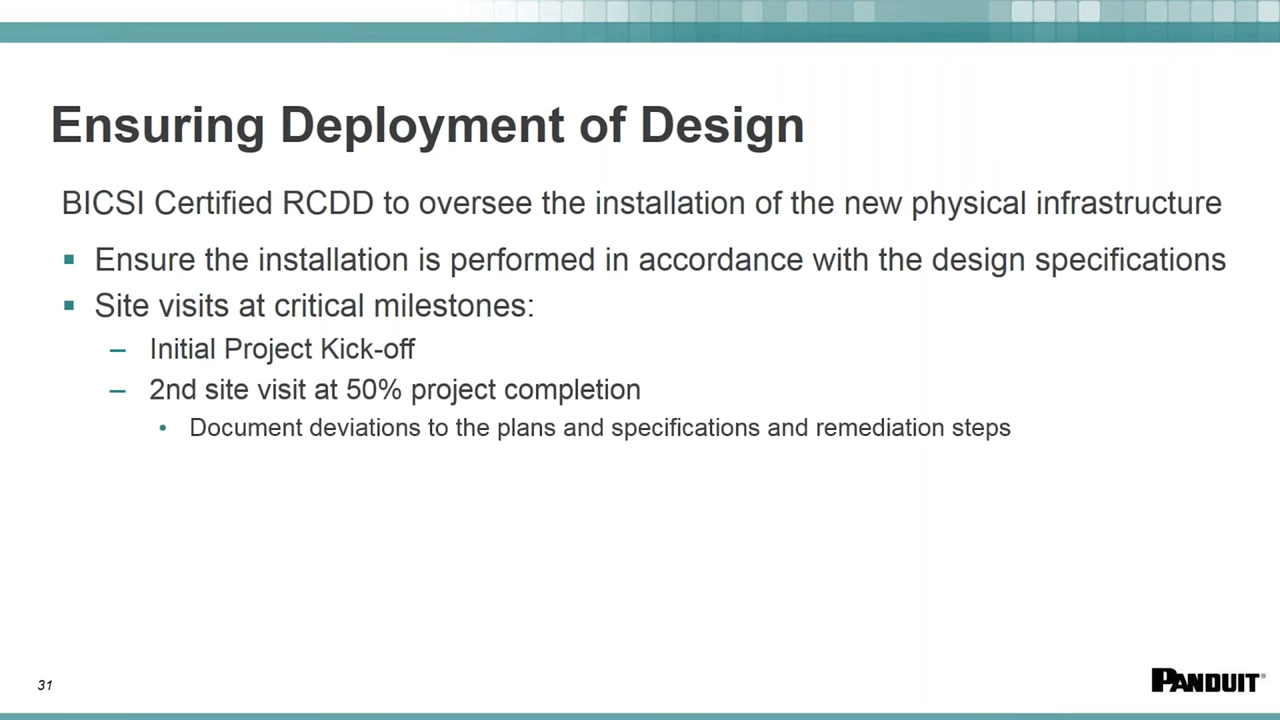 Ensuring Deployment of Design
BICSI Certified RCDD to oversee the installation of the new physical infrastructure
▪ Ensure the installation is performed in accordance with the design specifications
▪ Site visits at critical milestones:
– Initial Project Kick-off
– 2nd site visit at 50% project completion
• Document deviations to the plans and specifications and remediation steps
31
PANDUIT®